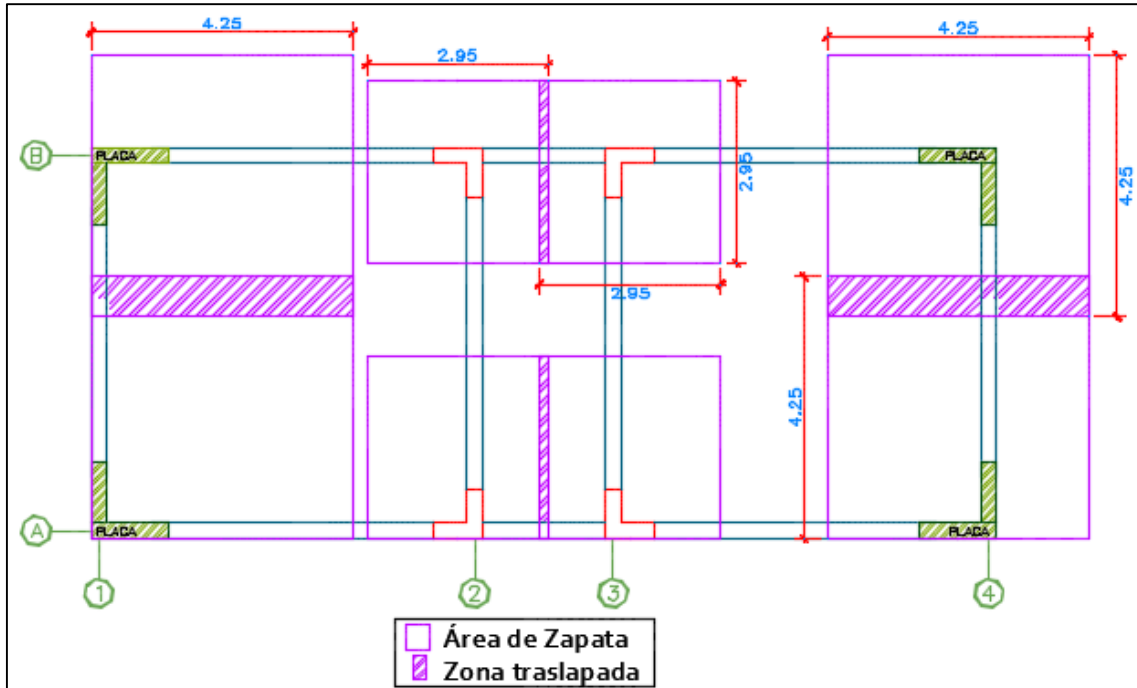 4.25
4.25
2.95
B
PLACA
PLACA
2.95
4.25
2.95
4.25
A
PLACA
PLACA
1
2
3
4
Área de Zapata
Zona traslapada